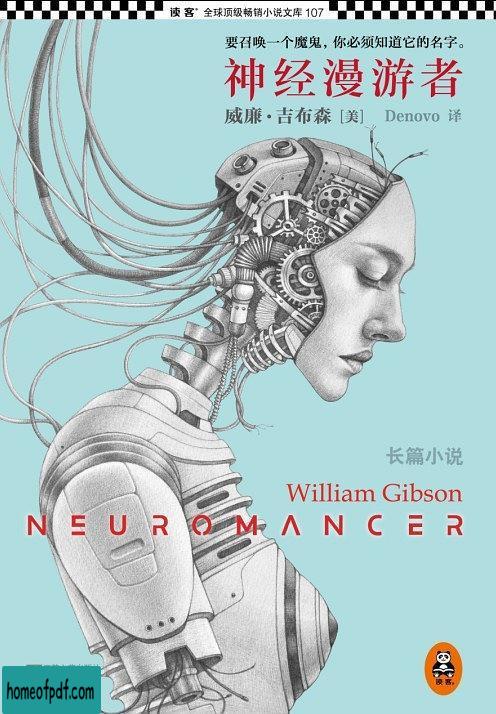 读客® 全球顶级畅销小说文库 107
要召唤一个魔鬼，你必须知道它的名字。
神经漫游者
威廉·吉布森 [美] Denovo 译
长篇小说
William Gibson
NEUROMANCER
读客®
homeofpdf.com